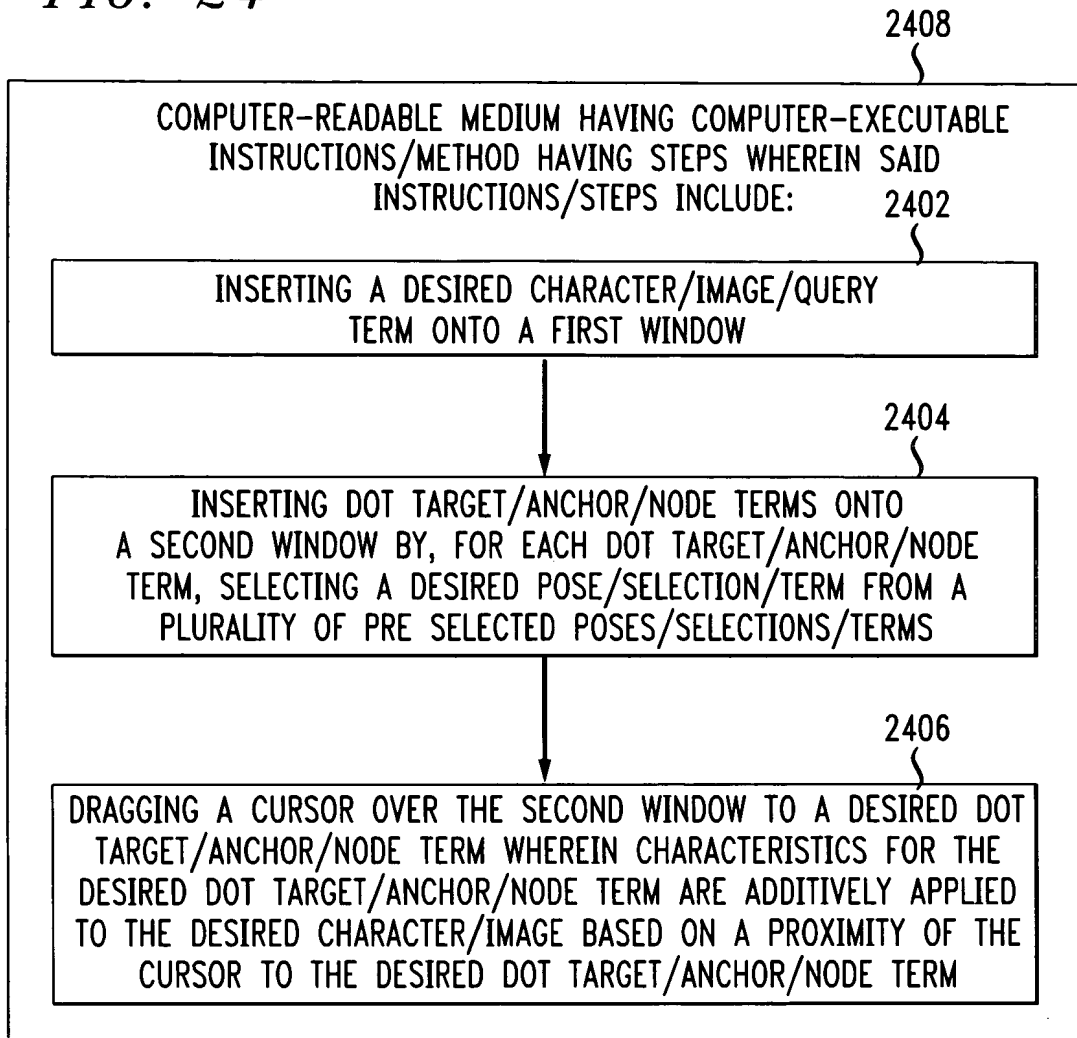 FIG. 24
2408
COMPUTER-READABLE MEDIUM HAVING COMPUTER-EXECUTABLE
INSTRUCTIONS/METHOD HAVING STEPS WHEREIN SAID
INSTRUCTIONS/STEPS INCLUDE:
2402
INSERTING A DESIRED CHARACTER/IMAGE/QUERY
TERM ONTO A FIRST WINDOW
2404
INSERTING DOT TARGET/ANCHOR/NODE TERMS ONTO
A SECOND WINDOW BY, FOR EACH DOT TARGET/ANCHOR/NODE
TERM, SELECTING A DESIRED POSE/SELECTION/TERM FROM A
PLURALITY OF PRE SELECTED POSES/SELECTIONS/TERMS
2406
DRAGGING A CURSOR OVER THE SECOND WINDOW TO A DESIRED DOT
TARGET/ANCHOR/NODE TERM WHEREIN CHARACTERISTICS FOR THE
DESIRED DOT TARGET/ANCHOR/NODE TERM ARE ADDITIVELY APPLIED
TO THE DESIRED CHARACTER/IMAGE BASED ON A PROXIMITY OF THE
CURSOR TO THE DESIRED DOT TARGET/ANCHOR/NODE TERM